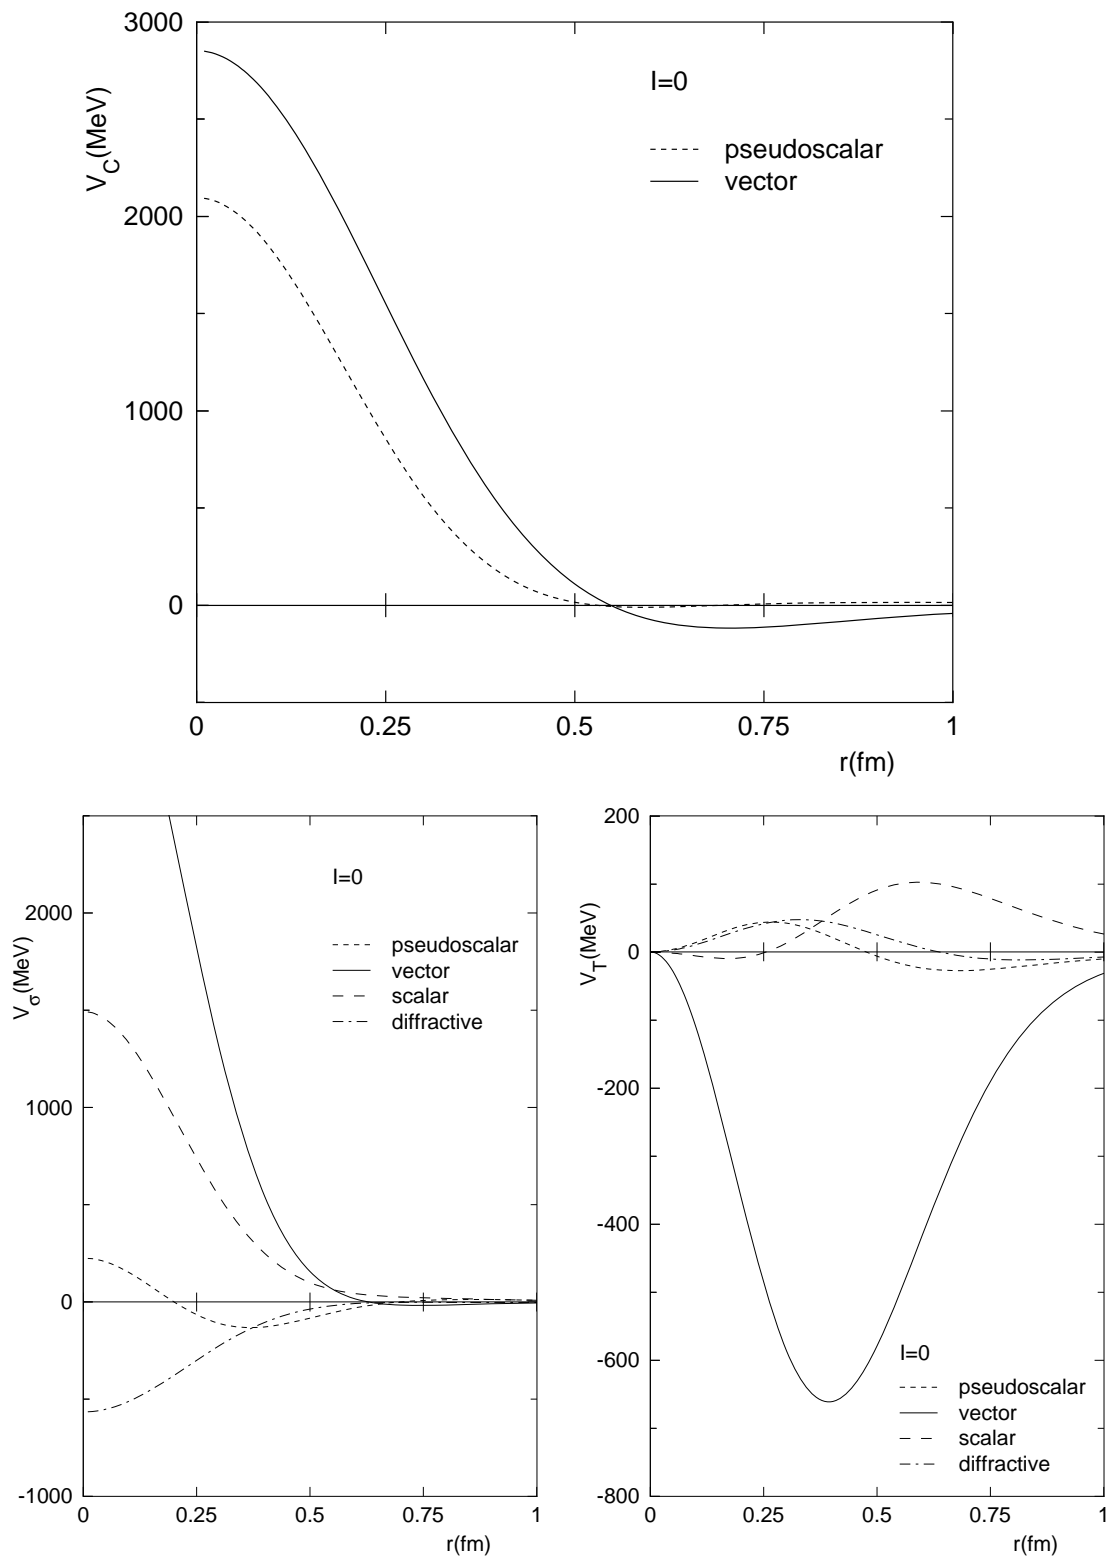 3000
2000
1000
0
V_C(MeV)
I=0
pseudoscalar
vector
0 0.25 0.5 0.75 1
r(fm)
2000
1000
0
-1000
V_σ(MeV)
I=0
pseudoscalar
vector
scalar
diffractive
0 0.25 0.5 0.75 1
r(fm)
200
0
-200
-400
-600
-800
V_T(MeV)
I=0
pseudoscalar
vector
scalar
diffractive
0 0.25 0.5 0.75 1
r(fm)